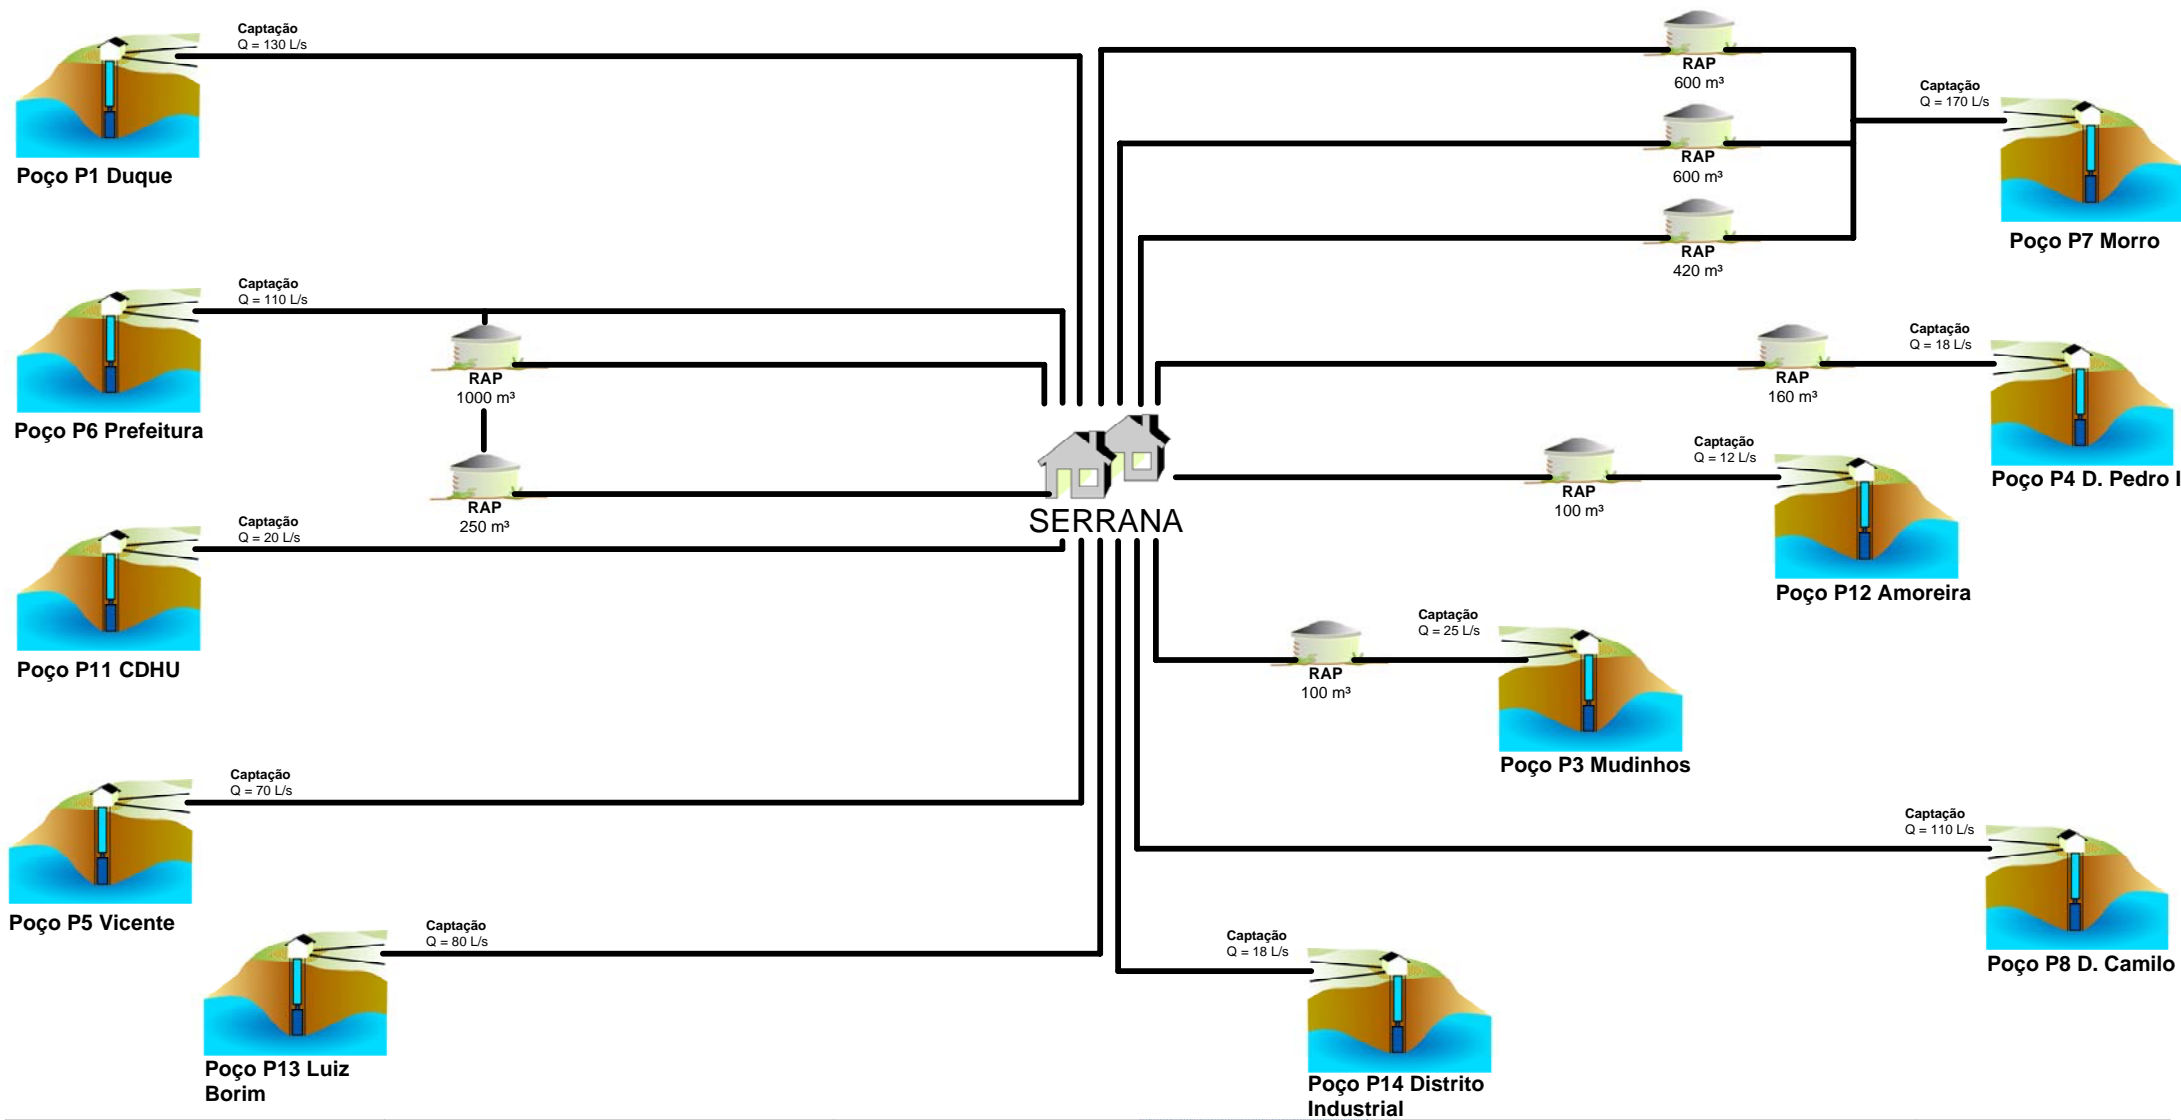 Captação
Q = 130 L/s
Poço P1 Duque
Captação
Q = 110 L/s
Poço P6 Prefeitura
RAP
1000 m³
RAP
250 m³
Captação
Q = 20 L/s
Poço P11 CDHU
Captação
Q = 70 L/s
Poço P5 Vicente
Captação
Q = 80 L/s
Poço P13 Luiz
Borim
SERRANA
RAP
600 m³
RAP
600 m³
RAP
420 m³
Captação
Q = 170 L/s
Poço P7 Morro
RAP
160 m³
Captação
Q = 18 L/s
Poço P4 D. Pedro I
RAP
100 m³
Captação
Q = 12 L/s
Poço P12 Amoreira
RAP
100 m³
Captação
Q = 25 L/s
Poço P3 Mudinhos
Captação
Q = 110 L/s
Poço P8 D. Camilo
Captação
Q = 18 L/s
Poço P14 Distrito
Industrial